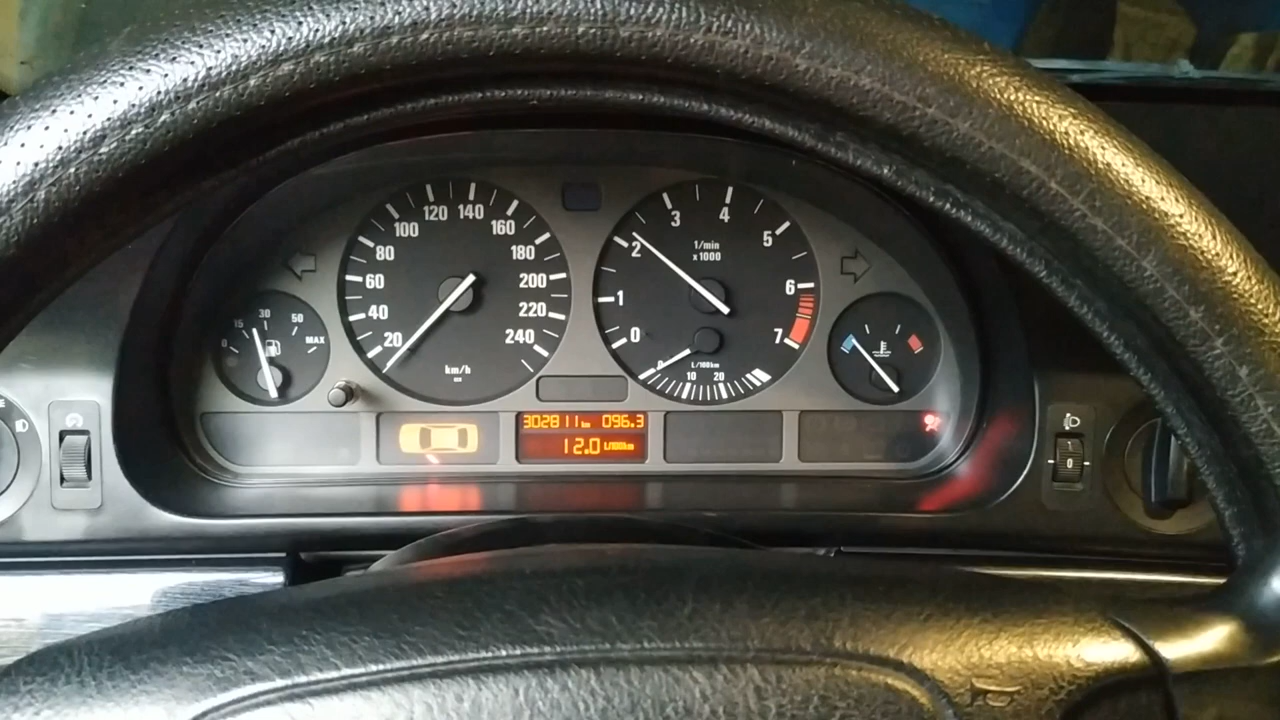 0 15 30 50 MAX
20 40 60 80 100 120 140 160 180 200 220 240
km/h
0 1 2 3 4 5 6 7
1/min
x1000
L/100km
0 10 20
302811 km 096.3
12.0 L/100km
1
0